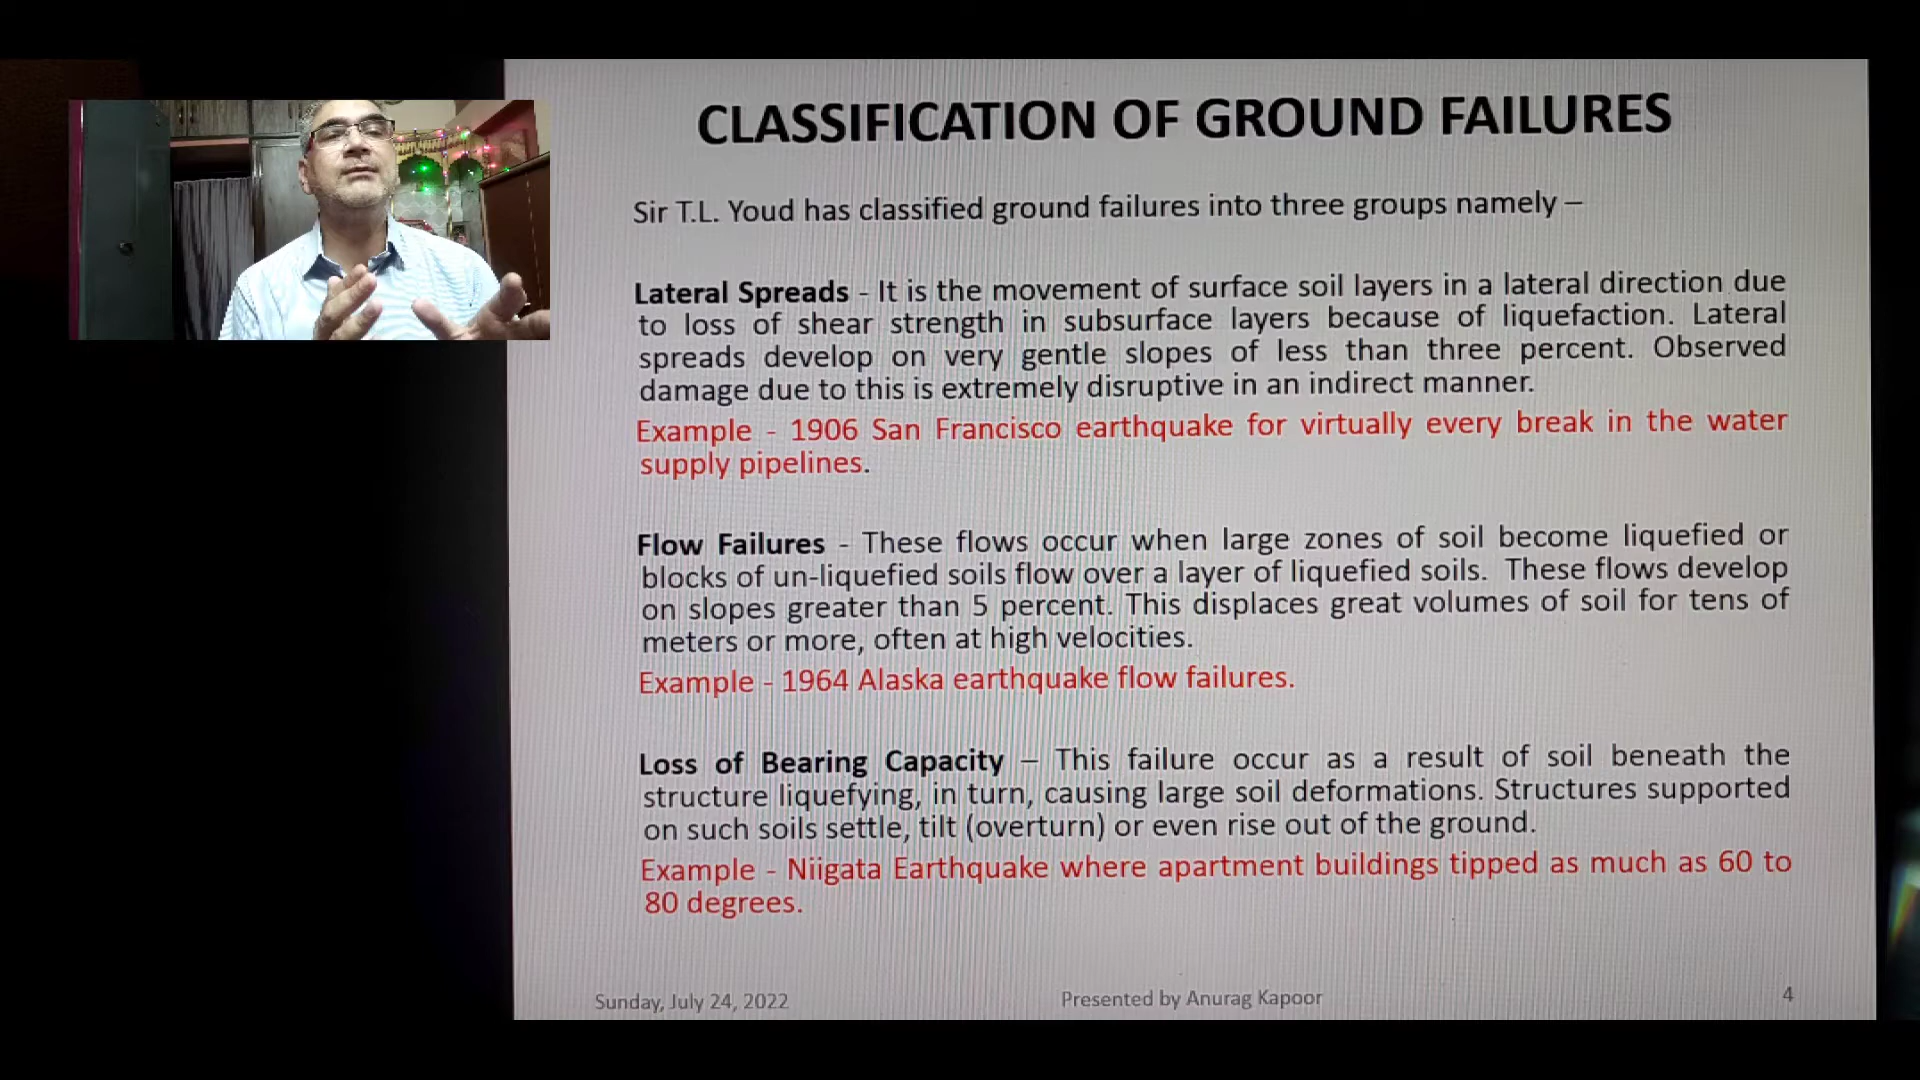 CLASSIFICATION OF GROUND FAILURES
Sir T.L. Youd has classified ground failures into three groups namely –
Lateral Spreads - It is the movement of surface soil layers in a lateral direction due
to loss of shear strength in subsurface layers because of liquefaction. Lateral
spreads develop on very gentle slopes of less than three percent. Observed
damage due to this is extremely disruptive in an indirect manner.
Example - 1906 San Francisco earthquake for virtually every break in the water
supply pipelines.
Flow Failures - These flows occur when large zones of soil become liquefied or
blocks of un-liquefied soils flow over a layer of liquefied soils. These flows develop
on slopes greater than 5 percent. This displaces great volumes of soil for tens of
meters or more, often at high velocities.
Example - 1964 Alaska earthquake flow failures.
Loss of Bearing Capacity – This failure occur as a result of soil beneath the
structure liquefying, in turn, causing large soil deformations. Structures supported
on such soils settle, tilt (overturn) or even rise out of the ground.
Example - Niigata Earthquake where apartment buildings tipped as much as 60 to
80 degrees.
Sunday, July 24, 2022
Presented by Anurag Kapoor
4